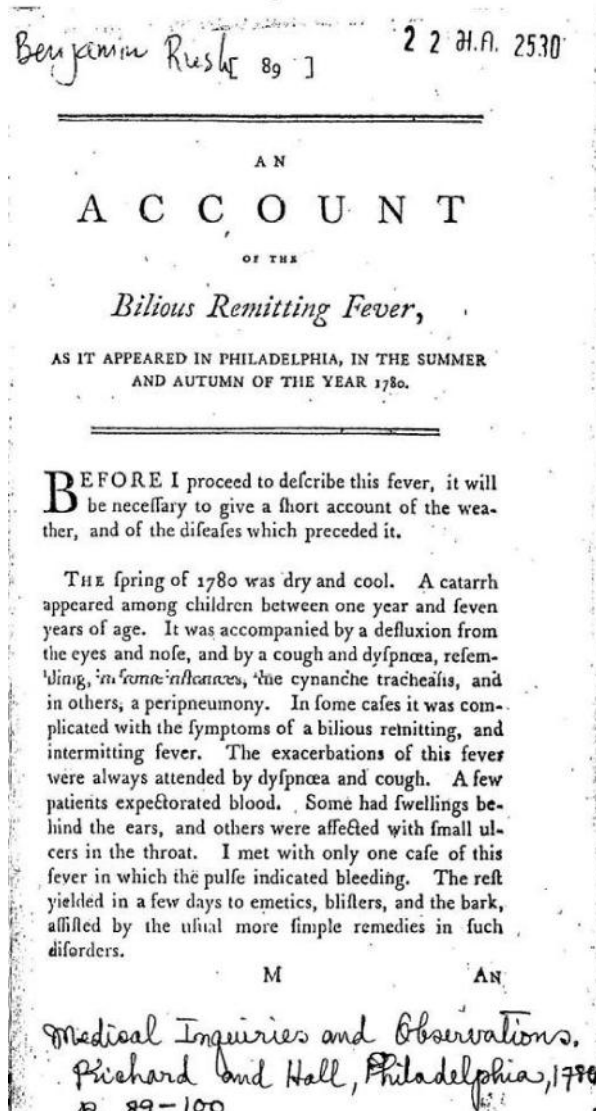 Benjamin Rush [ 89 ] 2 2 2530
AN
ACCOUNT
OF THE
Bilious Remitting Fever,
AS IT APPEARED IN PHILADELPHIA, IN THE SUMMER
AND AUTUMN OF THE YEAR 1780.
BEFORE I proceed to deſcribe this fever, it will
be neceſſary to give a ſhort account of the wea-
ther, and of the diſeaſes which preceded it.
THE ſpring of 1780 was dry and cool. A catarrh
appeared among children between one year and ſeven
years of age. It was accompanied by a defluxion from
the eyes and noſe, and by a cough and dyſpnœa, reſem-
bling, in ſome inſtances, the cynanche trachealis, and
in others, a peripneumony. In ſome caſes it was com-
plicated with the ſymptoms of a bilious remitting, and
intermitting fever. The exacerbations of this fever
were always attended by dyſpnœa and cough. A few
patients expectorated blood. Some had ſwellings be-
hind the ears, and others were affected with ſmall ul-
cers in the throat. I met with only one caſe of this
fever in which the pulſe indicated bleeding. The reſt
yielded in a few days to emetics, bliſters, and the bark,
aſſiſted by the uſual more ſimple remedies in ſuch
diſorders.
M AN
Medical Inquiries and Observations.
Prichard and Hall, Philadelphia, 1789
p. 89-100